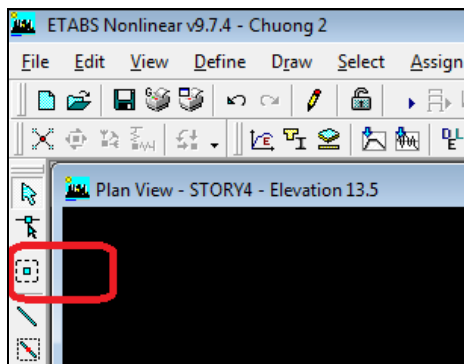 ETABS Nonlinear v9.7.4 - Chuong 2
File Edit View Define Draw Select Assign
Plan View - STORY4 - Elevation 13.5